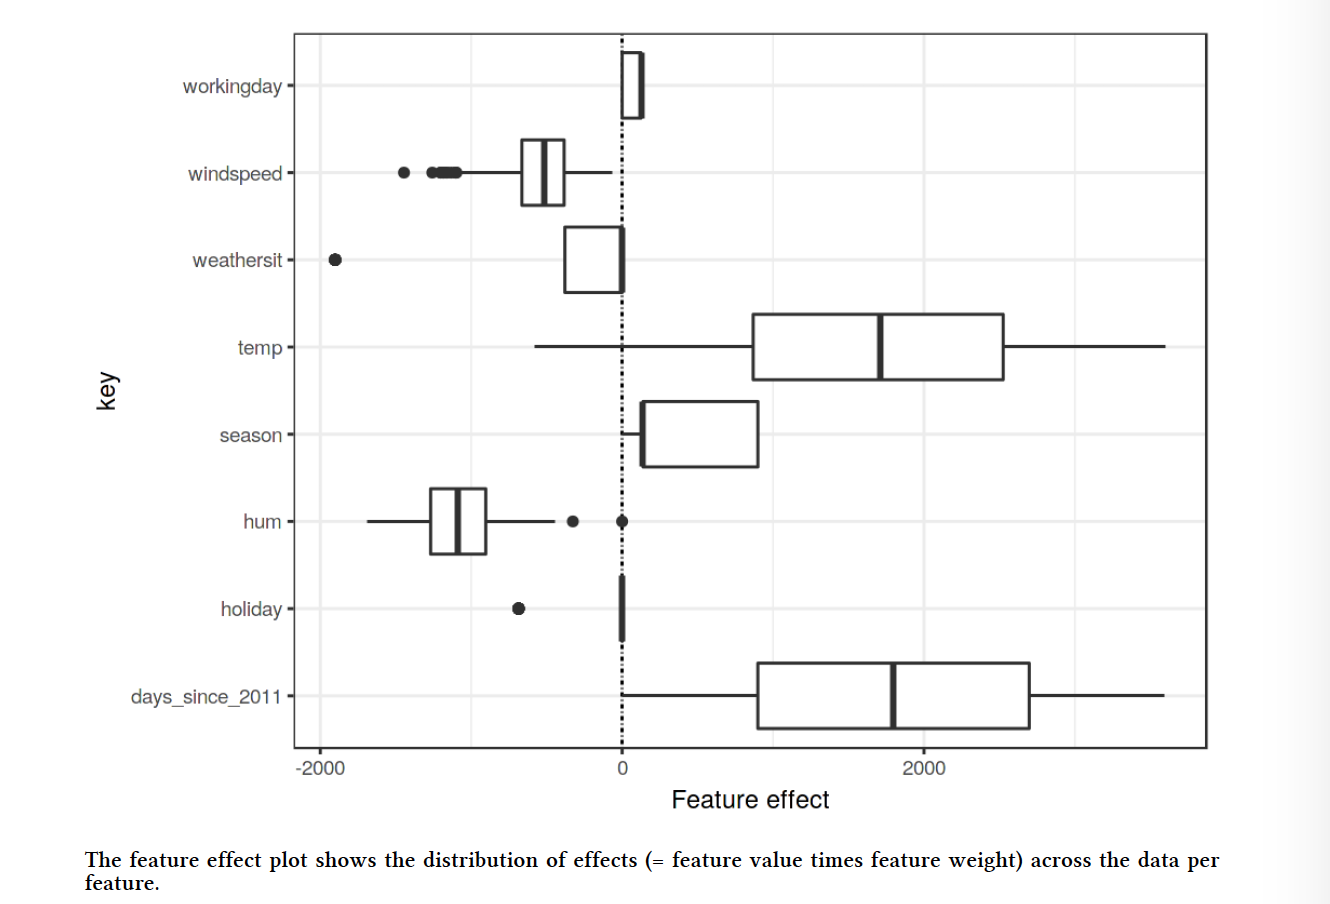 workingday
windspeed
weathersit
temp
season
hum
holiday
days_since_2011
key
-2000 0 2000
Feature effect
The feature effect plot shows the distribution of effects (= feature value times feature weight) across the data per
feature.